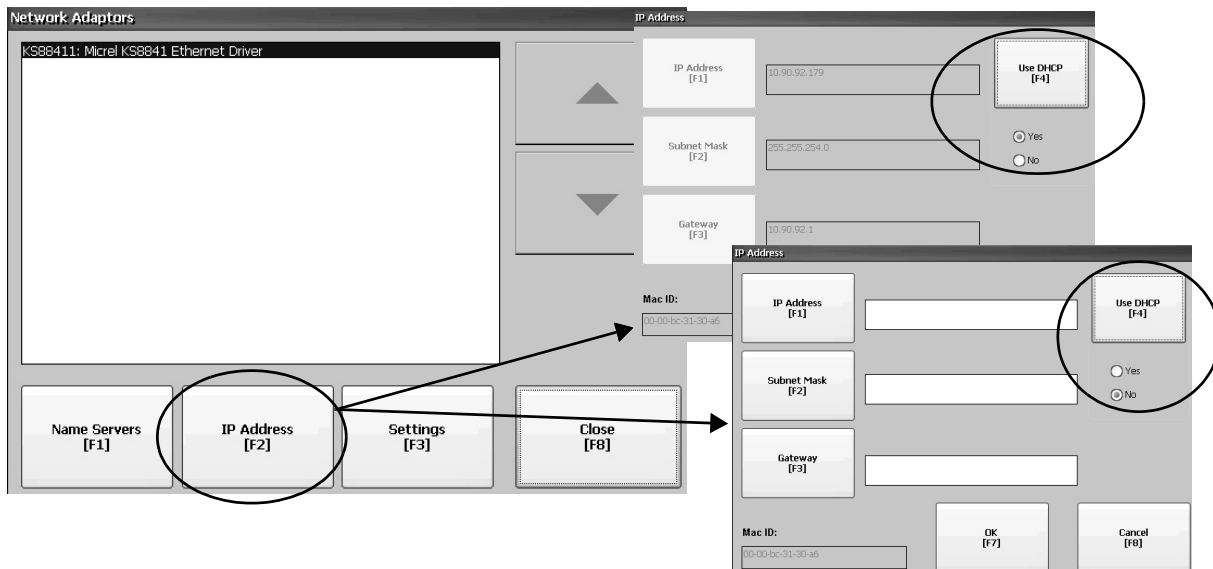 Network Adaptors
KS88411: Micrel KS8841 Ethernet Driver
Name Servers
[F1]
IP Address
[F2]
Settings
[F3]
Close
[F8]
IP Address
IP Address
[F1]
10.90.92.179
Use DHCP
[F4]
Yes
No
Subnet Mask
[F2]
255.255.254.0
Gateway
[F3]
10.90.92.1
Mac ID:
00-00-bc-31-30-a6
IP Address
IP Address
[F1]
Use DHCP
[F4]
Yes
No
Subnet Mask
[F2]
Gateway
[F3]
Mac ID:
00-00-bc-31-30-a6
OK
[F7]
Cancel
[F8]